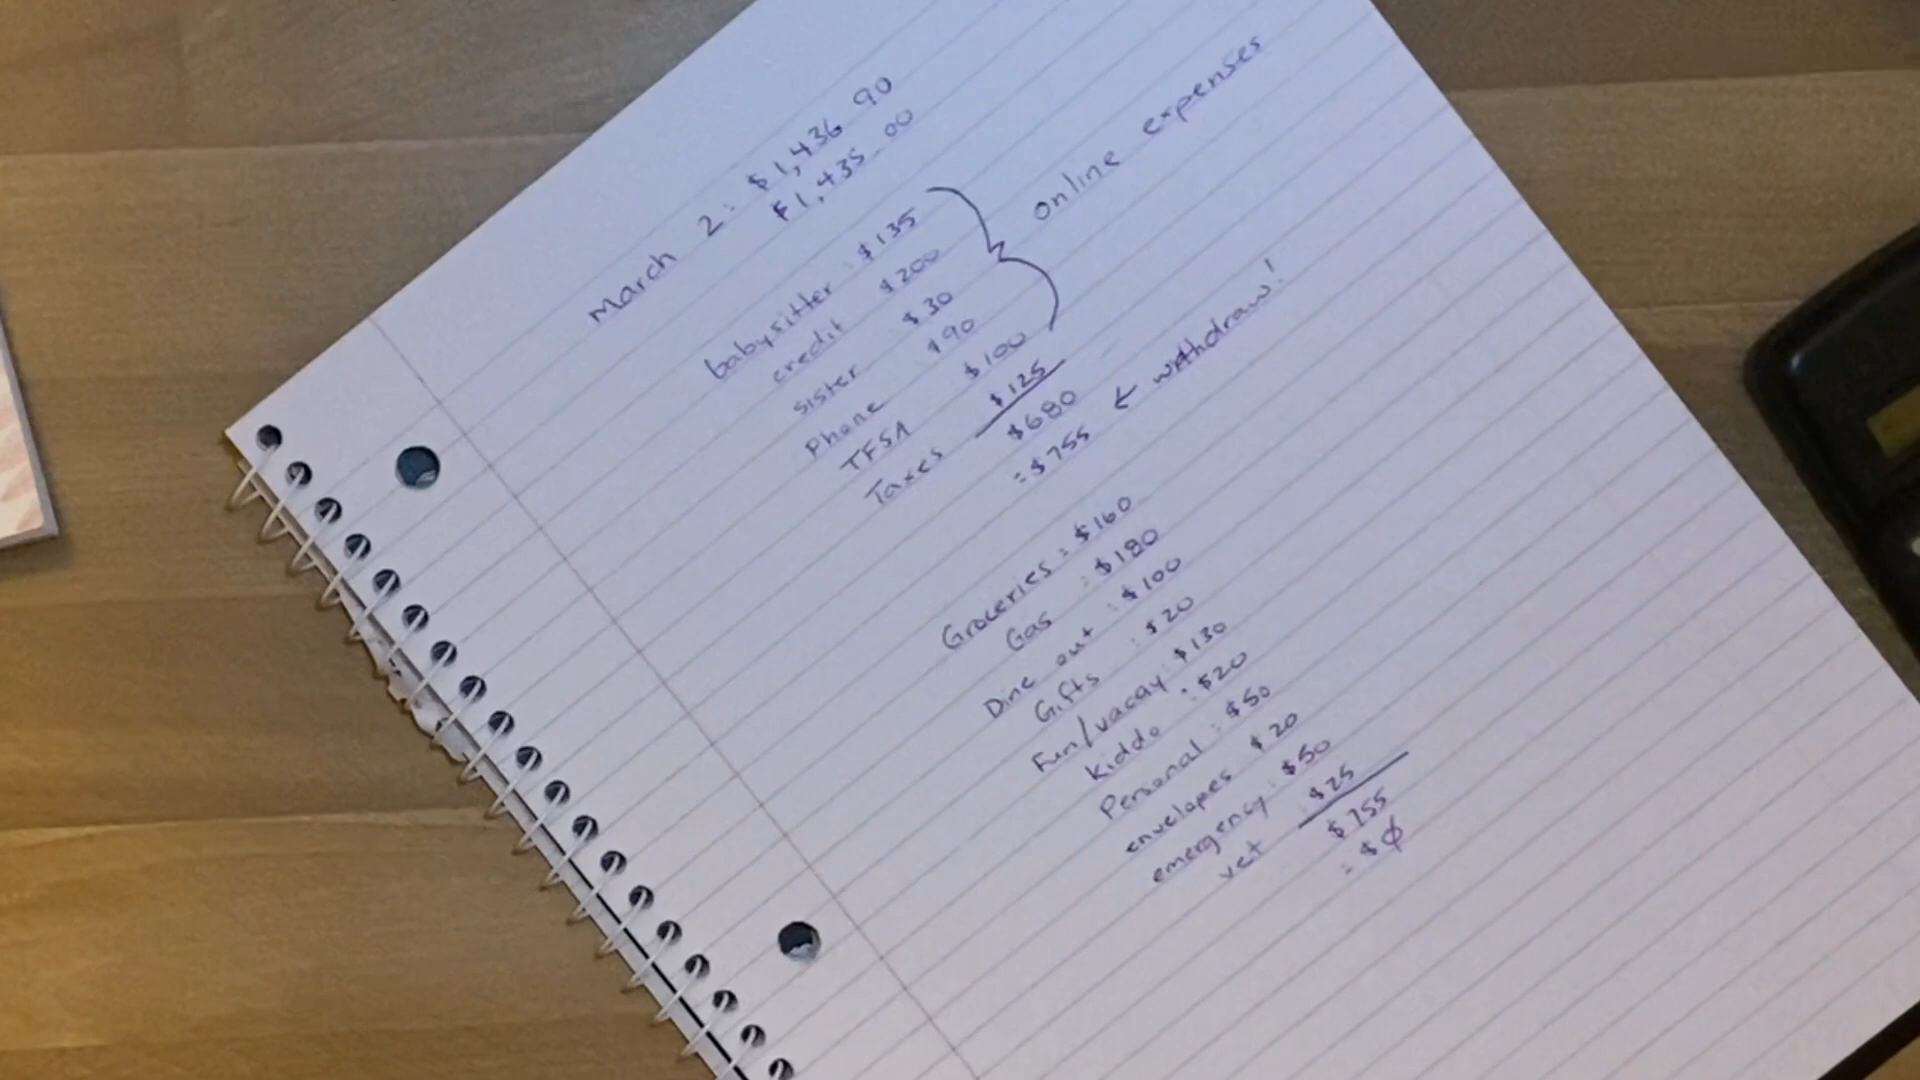 March 2: $1,436 90
$1,435.00
babysitter : $135
credit $200
sister $30
Phone $90
TFSA $100
Taxes $125
online expenses
$680
= $755 ← withdraw!
Groceries : $160
Gas : $180
Dine out : $100
Gifts : $20
Fun/vacay : $130
kiddo : $20
Personal : $50
envelopes $20
emergency : $50
vet : $25
$755
= $0